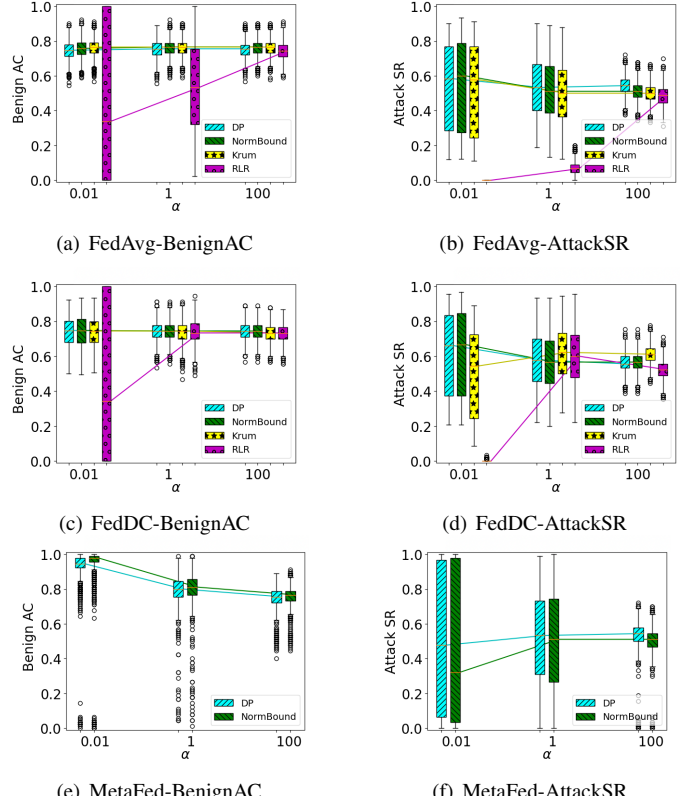 1.0
0.8
0.6
0.4
0.2
0.0
Benign AC
DP
NormBound
Krum
RLR
0.01 1 100
α
(a) FedAvg-BenignAC
1.0
0.8
0.6
0.4
0.2
0.0
Attack SR
DP
NormBound
Krum
RLR
0.01 1 100
α
(b) FedAvg-AttackSR
1.0
0.8
0.6
0.4
0.2
0.0
Benign AC
DP
NormBound
Krum
RLR
0.01 1 100
α
(c) FedDC-BenignAC
1.0
0.8
0.6
0.4
0.2
0.0
Attack SR
DP
NormBound
Krum
RLR
0.01 1 100
α
(d) FedDC-AttackSR
1.0
0.8
0.6
0.4
0.2
0.0
Benign AC
DP
NormBound
0.01 1 100
α
(e) MetaFed-BenignAC
1.0
0.8
0.6
0.4
0.2
0.0
Attack SR
DP
NormBound
0.01 1 100
α
(f) MetaFed-AttackSR